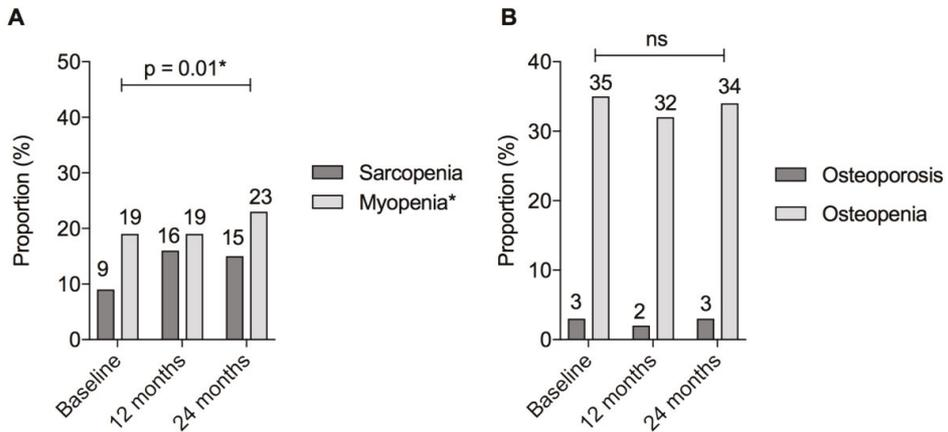 A
p = 0.01*
Proportion (%)
50
40
30
20
10
0
9
19
16
19
15
23
Baseline
12 months
24 months
Sarcopenia
Myopenia*
B
ns
Proportion (%)
40
30
20
10
0
3
35
2
32
3
34
Baseline
12 months
24 months
Osteoporosis
Osteopenia